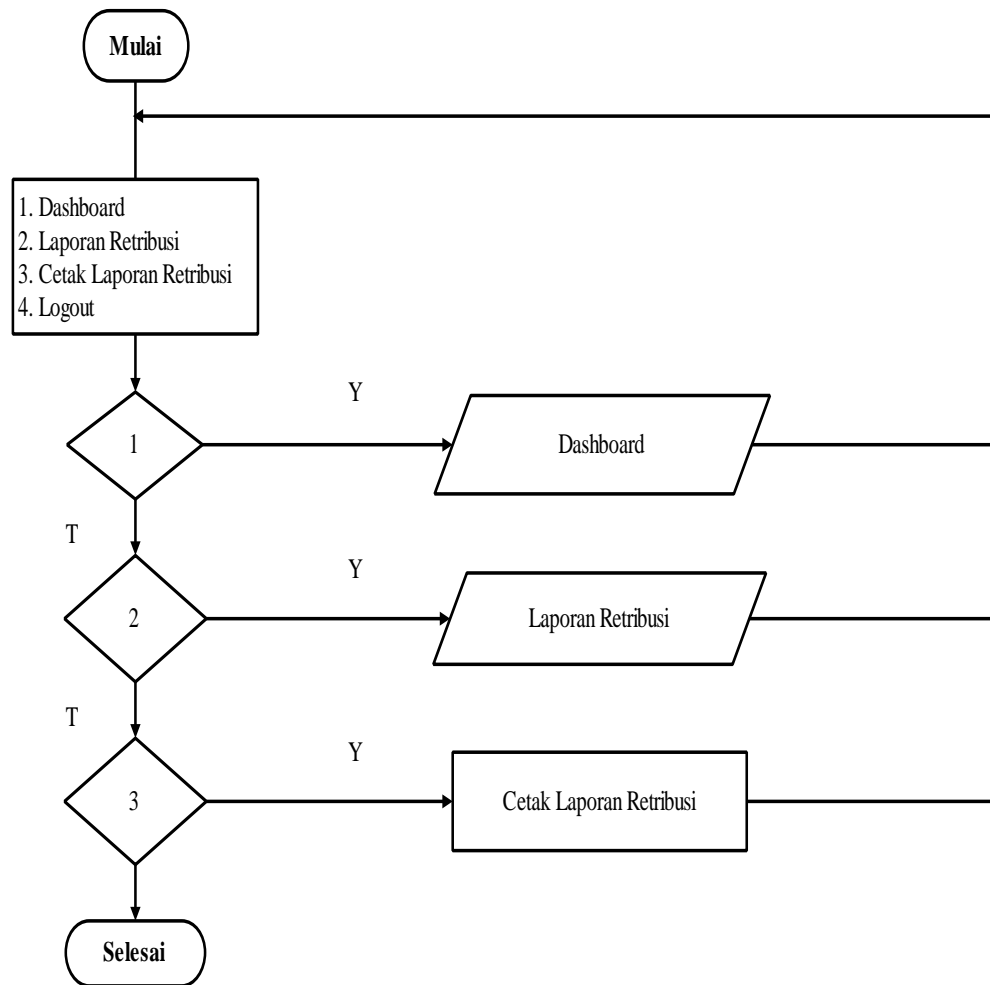 Mulai
1. Dashboard
2. Laporan Retribusi
3. Cetak Laporan Retribusi
4. Logout
Y
1
Dashboard
T
Y
2
Laporan Retribusi
T
Y
3
Cetak Laporan Retribusi
Selesai